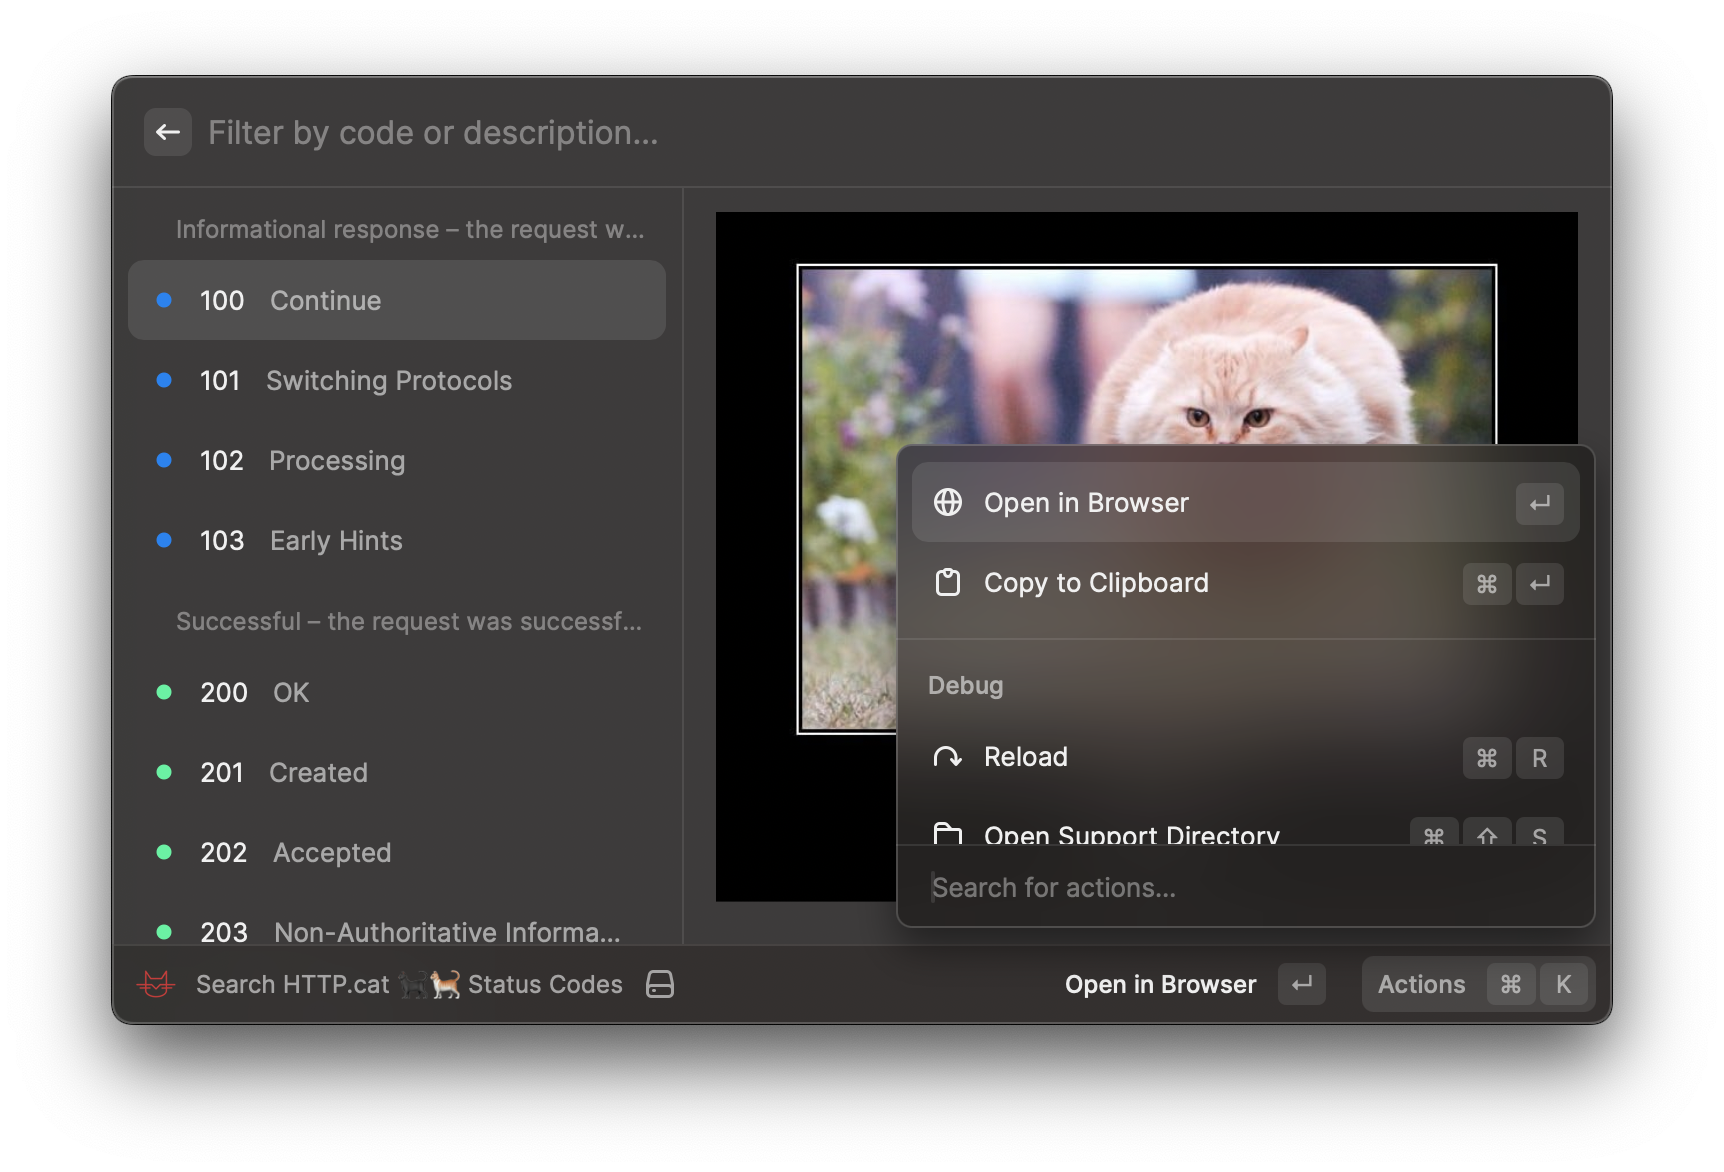 Filter by code or description...
Informational response – the request w...
100 Continue
101 Switching Protocols
102 Processing
103 Early Hints
Successful – the request was successf...
200 OK
201 Created
202 Accepted
203 Non-Authoritative Informa...
Open in Browser ↵
Copy to Clipboard ⌘ ↵
Debug
Reload ⌘ R
Open Support Directory ⌘ ⇧ S
Search for actions...
Search HTTP.cat 🐈‍⬛🐈 Status Codes
Open in Browser ↵
Actions ⌘ K